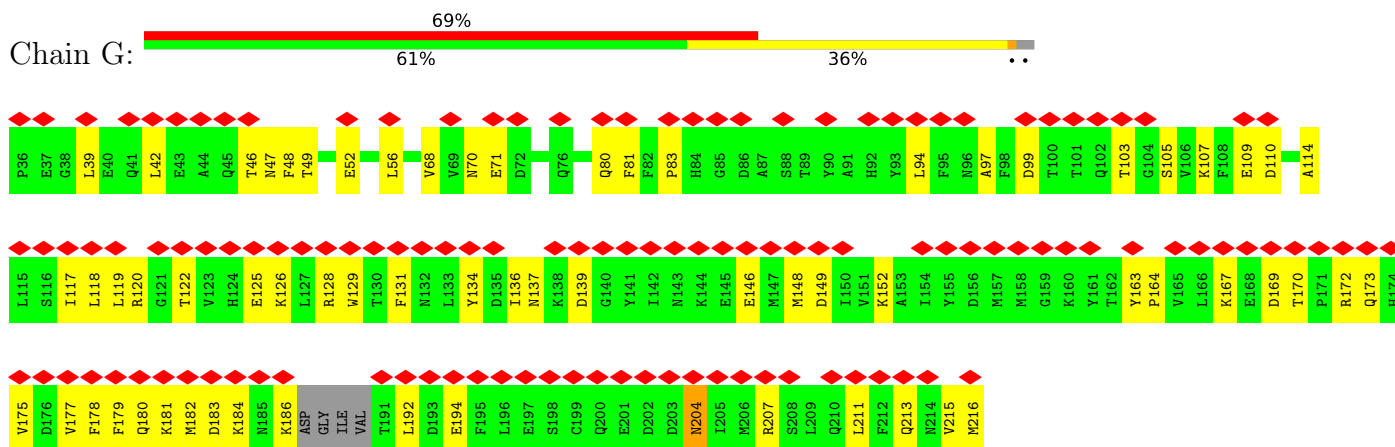 69%
Chain G:
61% 36% ..
P36 E37 G38 L39 E40 Q41 L42 E43 A44 Q45 T46 N47 F48 T49 E52 L56 V68 V69 N70 E71 D72 Q76 Q80 F81 F82 P83 H84 G85 D86 A87 S88 T89 Y90 A91 H92 Y93 L94 F95 N96 A97 F98 D99 T100 T101 Q102 T103 G104 S105 V106 K107 F108 E109 D110 A114
L115 S116 I117 L118 L119 R120 G121 T122 V123 H124 E125 K126 L127 R128 W129 T130 F131 N132 L133 Y134 D135 I136 N137 K138 D139 G140 Y141 I142 N143 K144 E145 E146 M147 M148 D149 I150 V151 K152 A153 I154 Y155 D156 M157 M158 G159 K160 Y161 T162 Y163 P164 V165 L166 K167 E168 D169 T170 P171 R172 Q173 H174
V175 D176 V177 F178 F179 Q180 K181 M182 D183 K184 N185 K186 ASP GLY ILE VAL T191 L192 D193 E194 F195 L196 E197 S198 C199 Q200 E201 D202 D203 N204 I205 M206 R207 S208 L209 Q210 L211 F212 Q213 N214 V215 M216